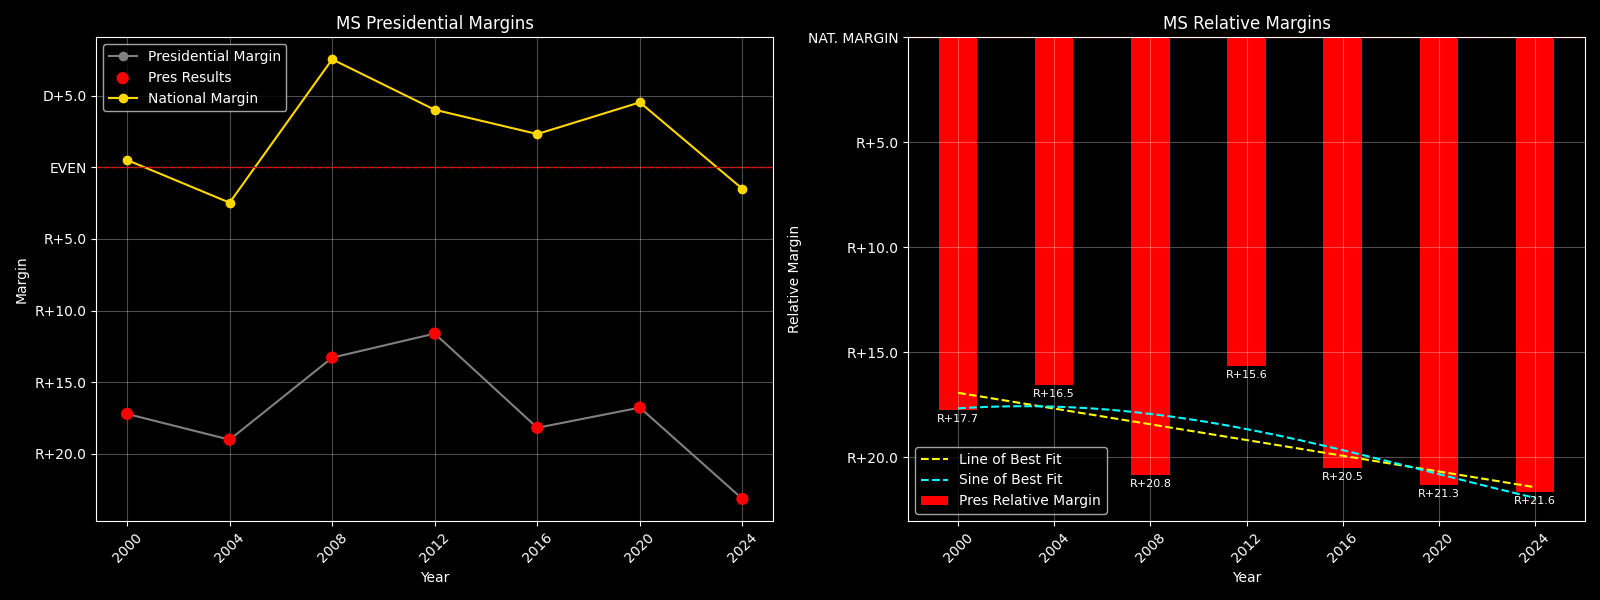 MS Presidential Margins
Presidential Margin
Pres Results
National Margin
D+5.0
EVEN
R+5.0
R+10.0
R+15.0
R+20.0
Margin
2000
2004
2008
2012
2016
2020
2024
Year
MS Relative Margins
NAT. MARGIN
R+5.0
R+10.0
R+15.0
R+20.0
Relative Margin
R+17.7
R+16.5
R+20.8
R+15.6
R+20.5
R+21.3
R+21.6
Line of Best Fit
Sine of Best Fit
Pres Relative Margin
2000
2004
2008
2012
2016
2020
2024
Year